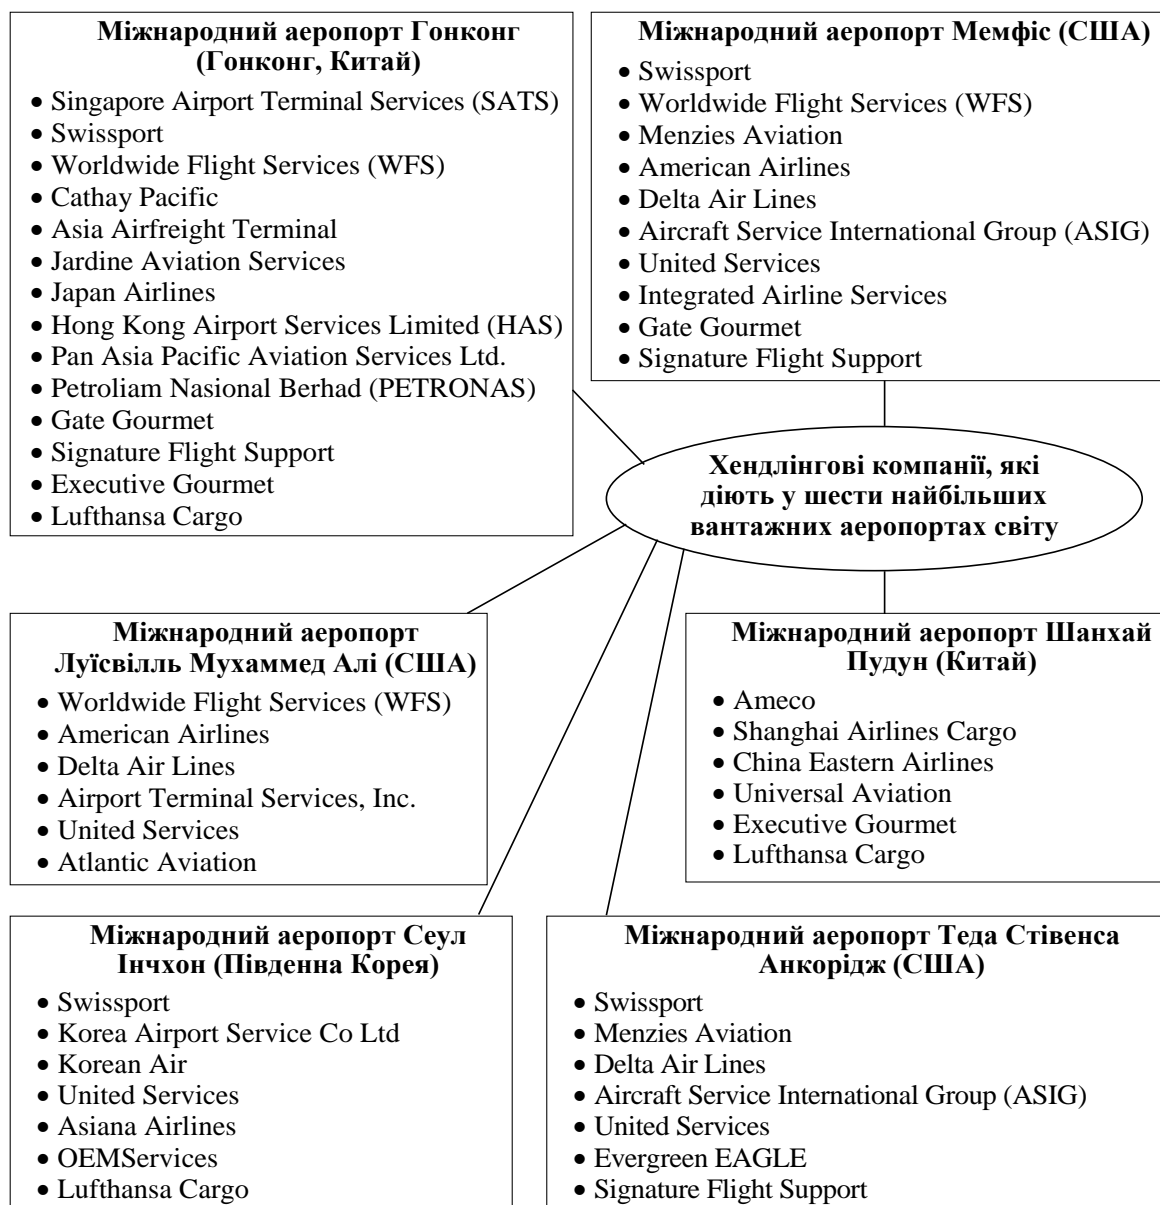 Міжнародний аеропорт Гонконг
(Гонконг, Китай)
• Singapore Airport Terminal Services (SATS)
• Swissport
• Worldwide Flight Services (WFS)
• Cathay Pacific
• Asia Airfreight Terminal
• Jardine Aviation Services
• Japan Airlines
• Hong Kong Airport Services Limited (HAS)
• Pan Asia Pacific Aviation Services Ltd.
• Petroliam Nasional Berhad (PETRONAS)
• Gate Gourmet
• Signature Flight Support
• Executive Gourmet
• Lufthansa Cargo
Міжнародний аеропорт Мемфіс (США)
• Swissport
• Worldwide Flight Services (WFS)
• Menzies Aviation
• American Airlines
• Delta Air Lines
• Aircraft Service International Group (ASIG)
• United Services
• Integrated Airline Services
• Gate Gourmet
• Signature Flight Support
Хендлінгові компанії, які
діють у шести найбільших
вантажних аеропортах світу
Міжнародний аеропорт
Луїсвілль Мухаммед Алі (США)
• Worldwide Flight Services (WFS)
• American Airlines
• Delta Air Lines
• Airport Terminal Services, Inc.
• United Services
• Atlantic Aviation
Міжнародний аеропорт Шанхай
Пудун (Китай)
• Ameco
• Shanghai Airlines Cargo
• China Eastern Airlines
• Universal Aviation
• Executive Gourmet
• Lufthansa Cargo
Міжнародний аеропорт Сеул
Інчхон (Південна Корея)
• Swissport
• Korea Airport Service Co Ltd
• Korean Air
• United Services
• Asiana Airlines
• OEMServices
• Lufthansa Cargo
Міжнародний аеропорт Теда Стівенса
Анкорідж (США)
• Swissport
• Menzies Aviation
• Delta Air Lines
• Aircraft Service International Group (ASIG)
• United Services
• Evergreen EAGLE
• Signature Flight Support